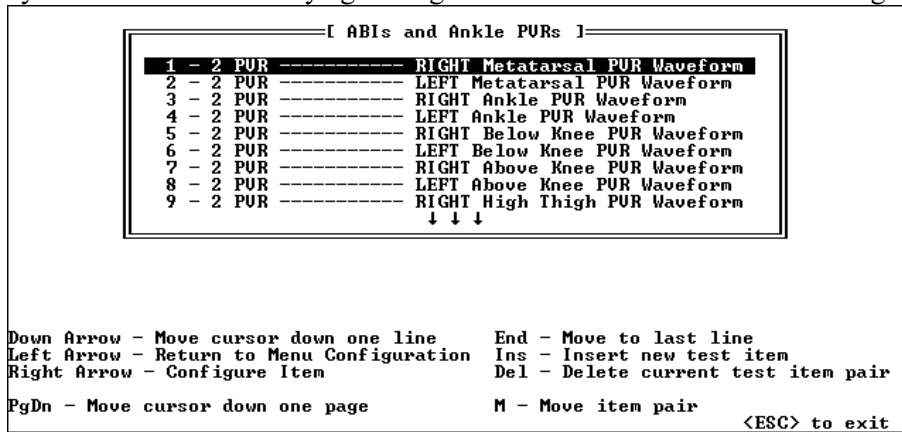 [ ABIs and Ankle PVRs ]
1 - 2 PVR ----------- RIGHT Metatarsal PVR Waveform
2 - 2 PVR ----------- LEFT Metatarsal PVR Waveform
3 - 2 PVR ----------- RIGHT Ankle PVR Waveform
4 - 2 PVR ----------- LEFT Ankle PVR Waveform
5 - 2 PVR ----------- RIGHT Below Knee PVR Waveform
6 - 2 PVR ----------- LEFT Below Knee PVR Waveform
7 - 2 PVR ----------- RIGHT Above Knee PVR Waveform
8 - 2 PVR ----------- LEFT Above Knee PVR Waveform
9 - 2 PVR ----------- RIGHT High Thigh PVR Waveform
↓ ↓ ↓
Down Arrow - Move cursor down one line End - Move to last line
Left Arrow - Return to Menu Configuration Ins - Insert new test item
Right Arrow - Configure Item Del - Delete current test item pair
PgDn - Move cursor down one page M - Move item pair
<ESC> to exit